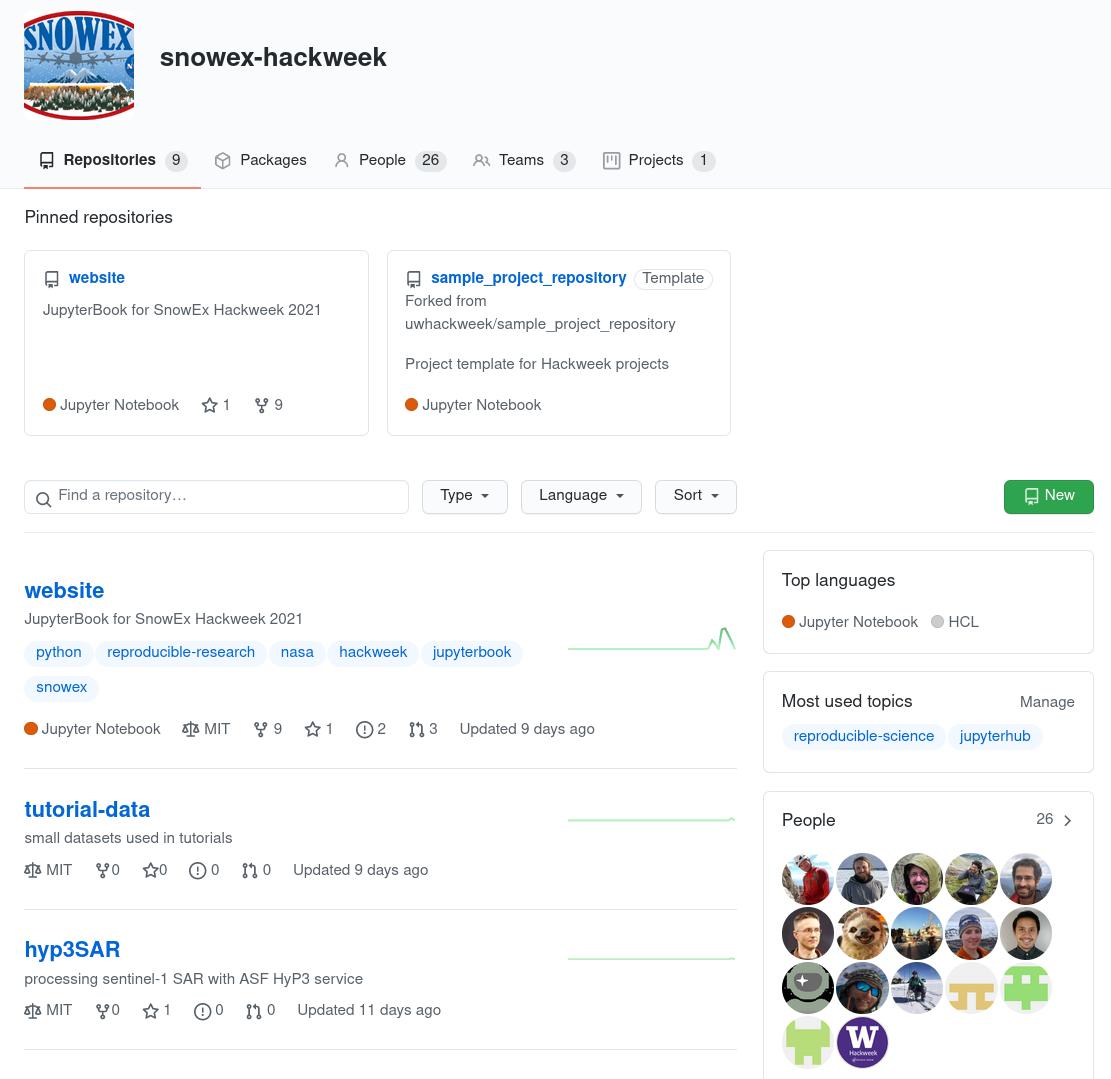 SNOWEX
snowex-hackweek
Repositories 9 Packages People 26 Teams 3 Projects 1
Pinned repositories
website
JupyterBook for SnowEx Hackweek 2021
Jupyter Notebook 1 9
sample_project_repository Template
Forked from
uwhackweek/sample_project_repository
Project template for Hackweek projects
Jupyter Notebook
Find a repository… Type Language Sort New
website
JupyterBook for SnowEx Hackweek 2021
python reproducible-research nasa hackweek jupyterbook
snowex
Jupyter Notebook MIT 9 1 2 3 Updated 9 days ago
tutorial-data
small datasets used in tutorials
MIT 0 0 0 0 Updated 9 days ago
hyp3SAR
processing sentinel-1 SAR with ASF HyP3 service
MIT 0 1 0 0 Updated 11 days ago
Top languages
Jupyter Notebook HCL
Most used topics Manage
reproducible-science jupyterhub
People 26
W
Hackweek